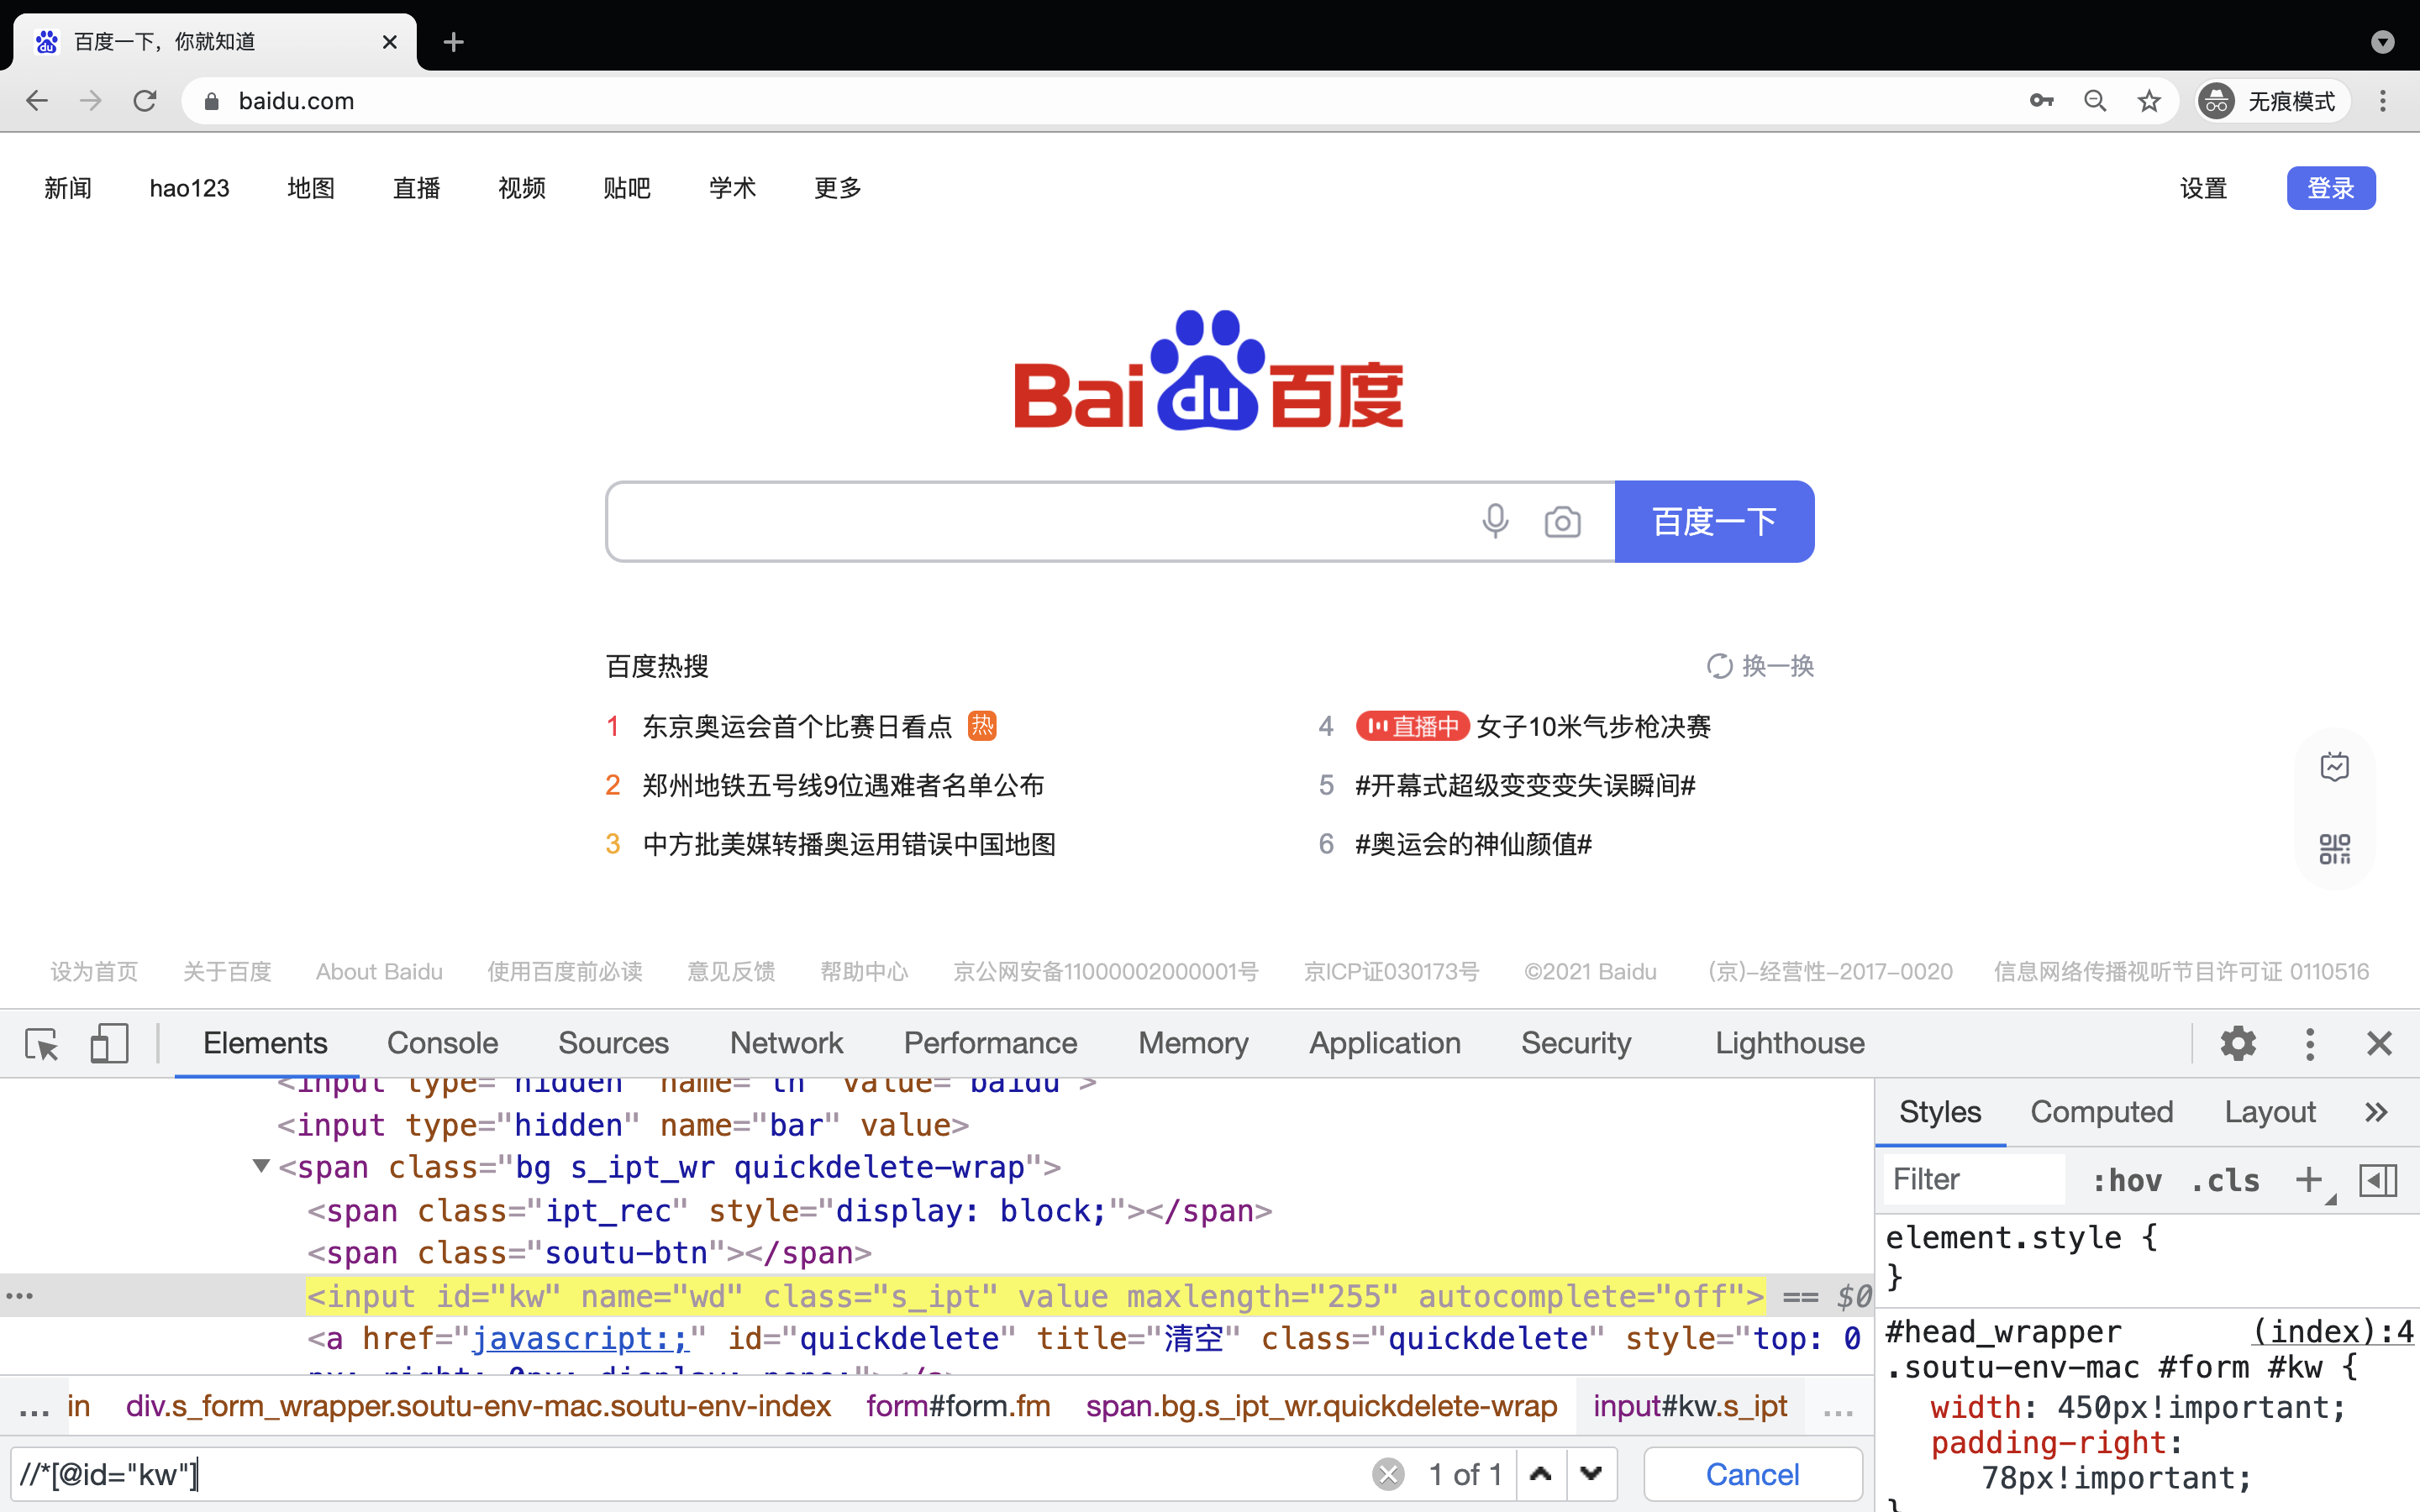 百度一下，你就知道
baidu.com
无痕模式
新闻 hao123 地图 直播 视频 贴吧 学术 更多 设置 登录
Bai du 百度
百度一下
百度热搜 换一换
1 东京奥运会首个比赛日看点 热
2 郑州地铁五号线9位遇难者名单公布
3 中方批美媒转播奥运用错误中国地图
4 直播中 女子10米气步枪决赛
5 #开幕式超级变变变失误瞬间#
6 #奥运会的神仙颜值#
设为首页 关于百度 About Baidu 使用百度前必读 意见反馈 帮助中心 京公网安备11000002000001号 京ICP证030173号 ©2021 Baidu (京)-经营性-2017-0020 信息网络传播视听节目许可证 0110516
Elements Console Sources Network Performance Memory Application Security Lighthouse
<input type="hidden" name="tn" value="baidu">
<input type="hidden" name="bar" value>
<span class="bg s_ipt_wr quickdelete-wrap">
<span class="ipt_rec" style="display: block;"></span>
<span class="soutu-btn"></span>
<input id="kw" name="wd" class="s_ipt" value maxlength="255" autocomplete="off"> == $0
<a href="javascript:;" id="quickdelete" title="清空" class="quickdelete" style="top: 0
px; right: 0px; display: none;"></a>
... in div.s_form_wrapper.soutu-env-mac.soutu-env-index form#form.fm span.bg.s_ipt_wr.quickdelete-wrap input#kw.s_ipt ...
//*[@id="kw"] 1 of 1 Cancel
Styles Computed Layout
Filter :hov .cls
element.style {
}
#head_wrapper (index):4
.soutu-env-mac #form #kw {
width: 450px!important;
padding-right:
78px!important;
}